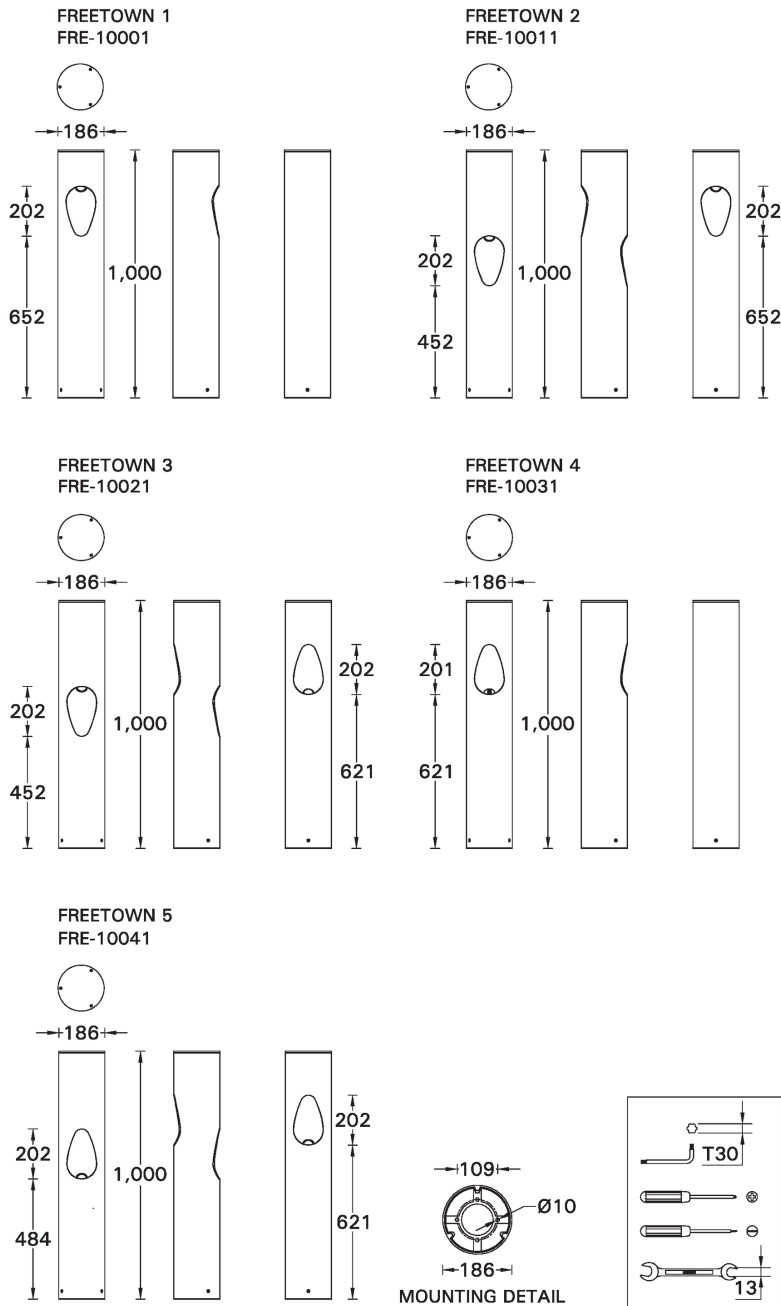 FREETOWN 1
FRE-10001
186
202
652
1,000
FREETOWN 2
FRE-10011
186
202
452
1,000
202
652
FREETOWN 3
FRE-10021
186
202
452
1,000
202
621
FREETOWN 4
FRE-10031
186
201
621
1,000
FREETOWN 5
FRE-10041
186
202
484
1,000
202
621
109
Ø10
186
MOUNTING DETAIL
T30
13